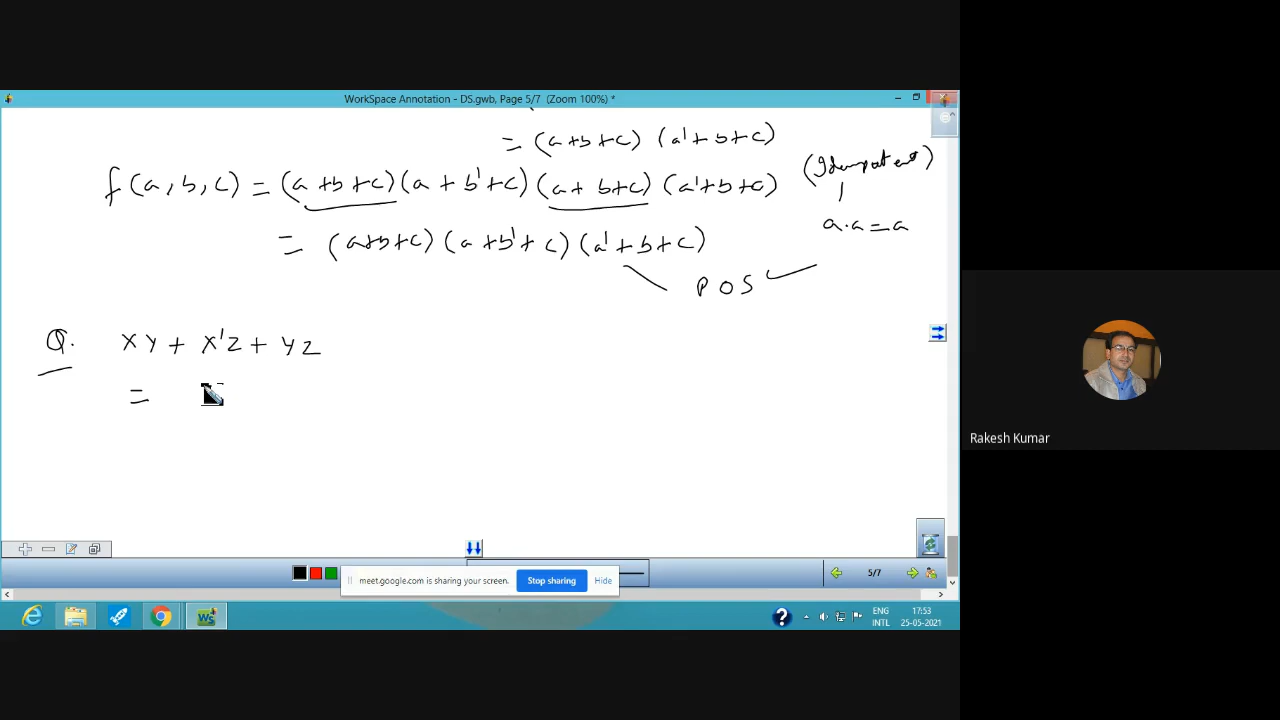 WorkSpace Annotation - DS.gwb, Page 5/7 (Zoom 100%) *
= (a+b+c) (a'+b+c)
f(a,b,c) = (a+b+c)(a+b'+c)(a+b+c)(a'+b+c) (Idempotent)
a.a=a
= (a+b+c)(a+b'+c)(a'+b+c)
POS
Q. xy + x'z + yz
=
Rakesh Kumar
meet.google.com is sharing your screen. Stop sharing Hide
5/7
ENG 17:53
INTL 25-05-2021